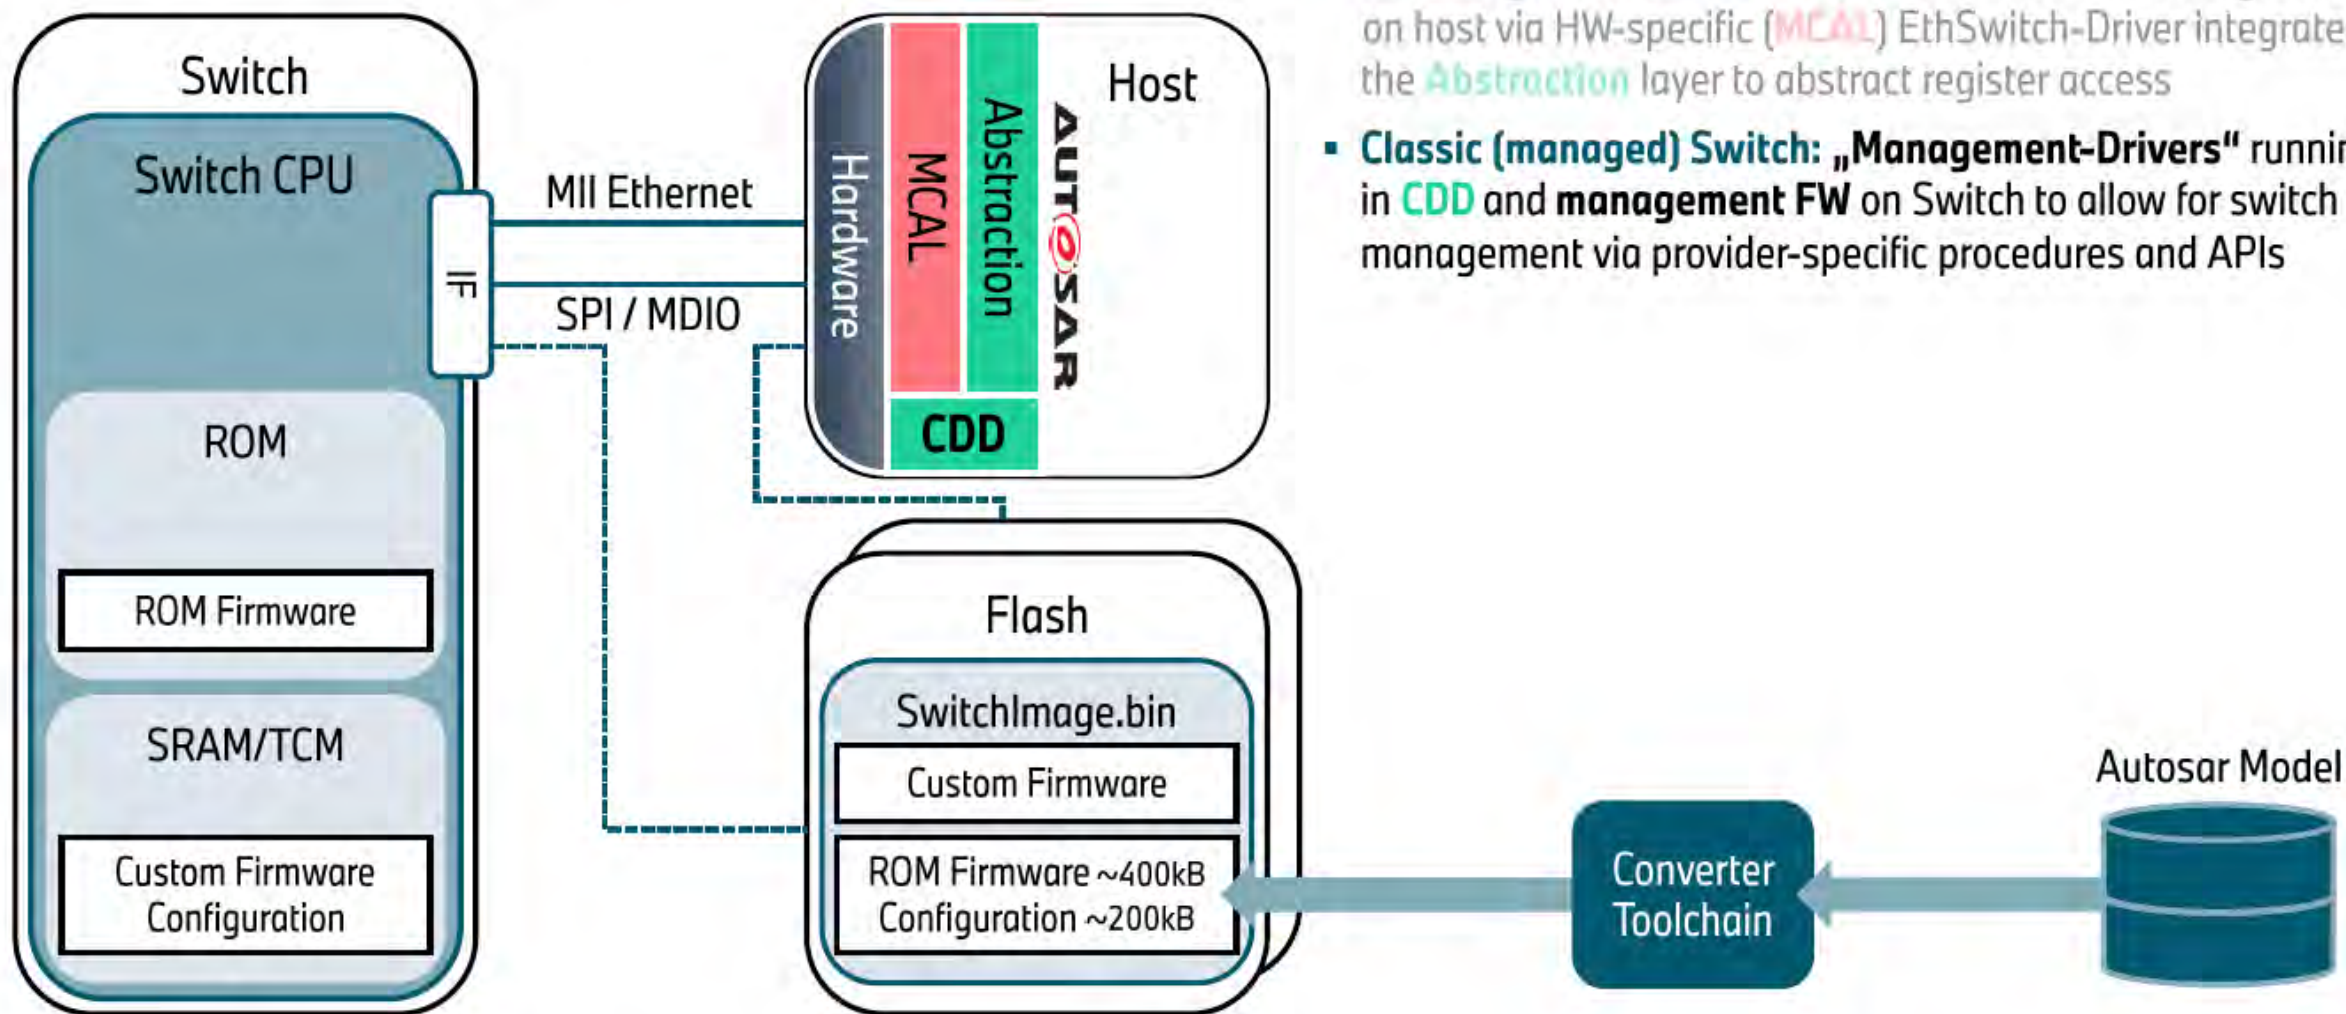 Switch
Switch CPU
IF
ROM
ROM Firmware
SRAM/TCM
Custom Firmware
Configuration
MII Ethernet
SPI / MDIO
Host
Hardware
MCAL
Abstraction
AUTOSAR
CDD
Flash
SwitchImage.bin
Custom Firmware
ROM Firmware ~400kB
Configuration ~200kB
Converter
Toolchain
Autosar Model
on host via HW-specific (MCAL) EthSwitch-Driver integrate
the Abstraction layer to abstract register access
▪ Classic (managed) Switch: „Management-Drivers“ runnin
in CDD and management FW on Switch to allow for switch
management via provider-specific procedures and APIs